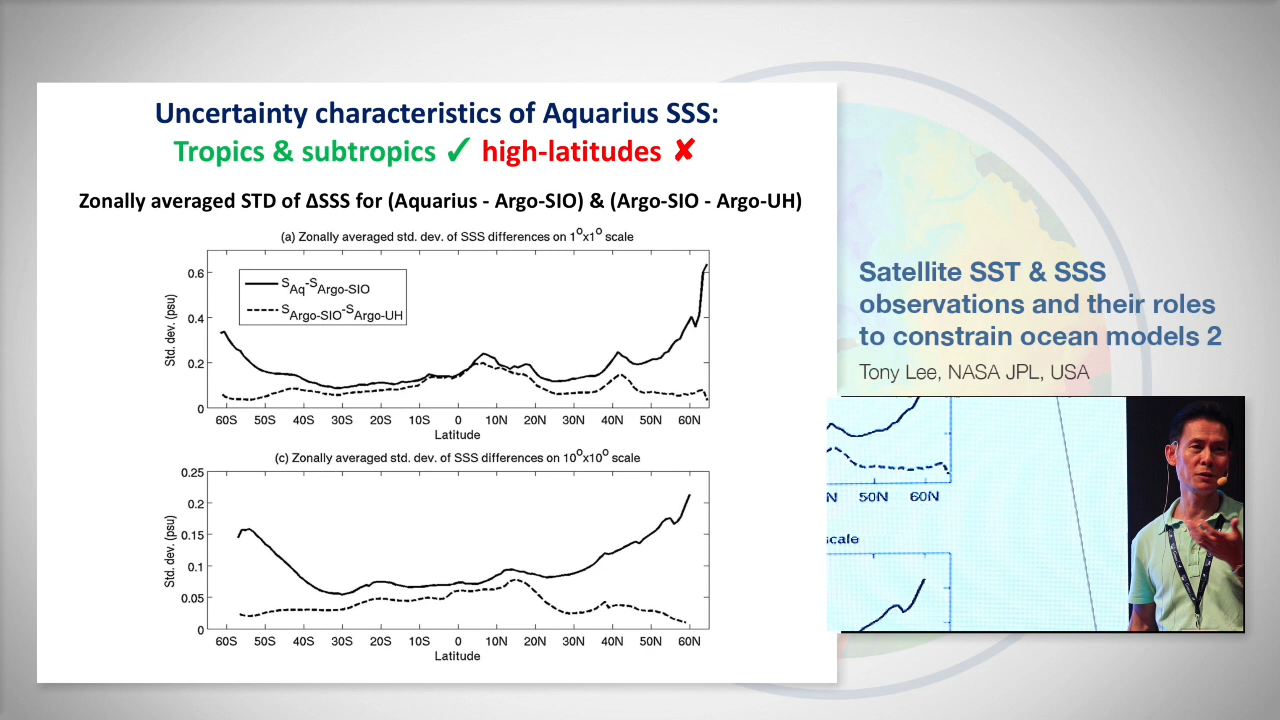 Uncertainty characteristics of Aquarius SSS:
Tropics & subtropics ✓ high-latitudes ✘
Zonally averaged STD of ΔSSS for (Aquarius - Argo-SIO) & (Argo-SIO - Argo-UH)
(a) Zonally averaged std. dev. of SSS differences on 1°x1° scale
Std. dev. (psu)
0.6
0.4
0.2
0
S_Aq-S_Argo-SIO
S_Argo-SIO-S_Argo-UH
60S 50S 40S 30S 20S 10S 0 10N 20N 30N 40N 50N 60N
Latitude
(c) Zonally averaged std. dev. of SSS differences on 10°x10° scale
Std. dev. (psu)
0.25
0.2
0.15
0.1
0.05
0
60S 50S 40S 30S 20S 10S 0 10N 20N 30N 40N 50N 60N
Latitude
Satellite SST & SSS
observations and their roles
to constrain ocean models 2
Tony Lee, NASA JPL, USA
N 50N 60N
scale